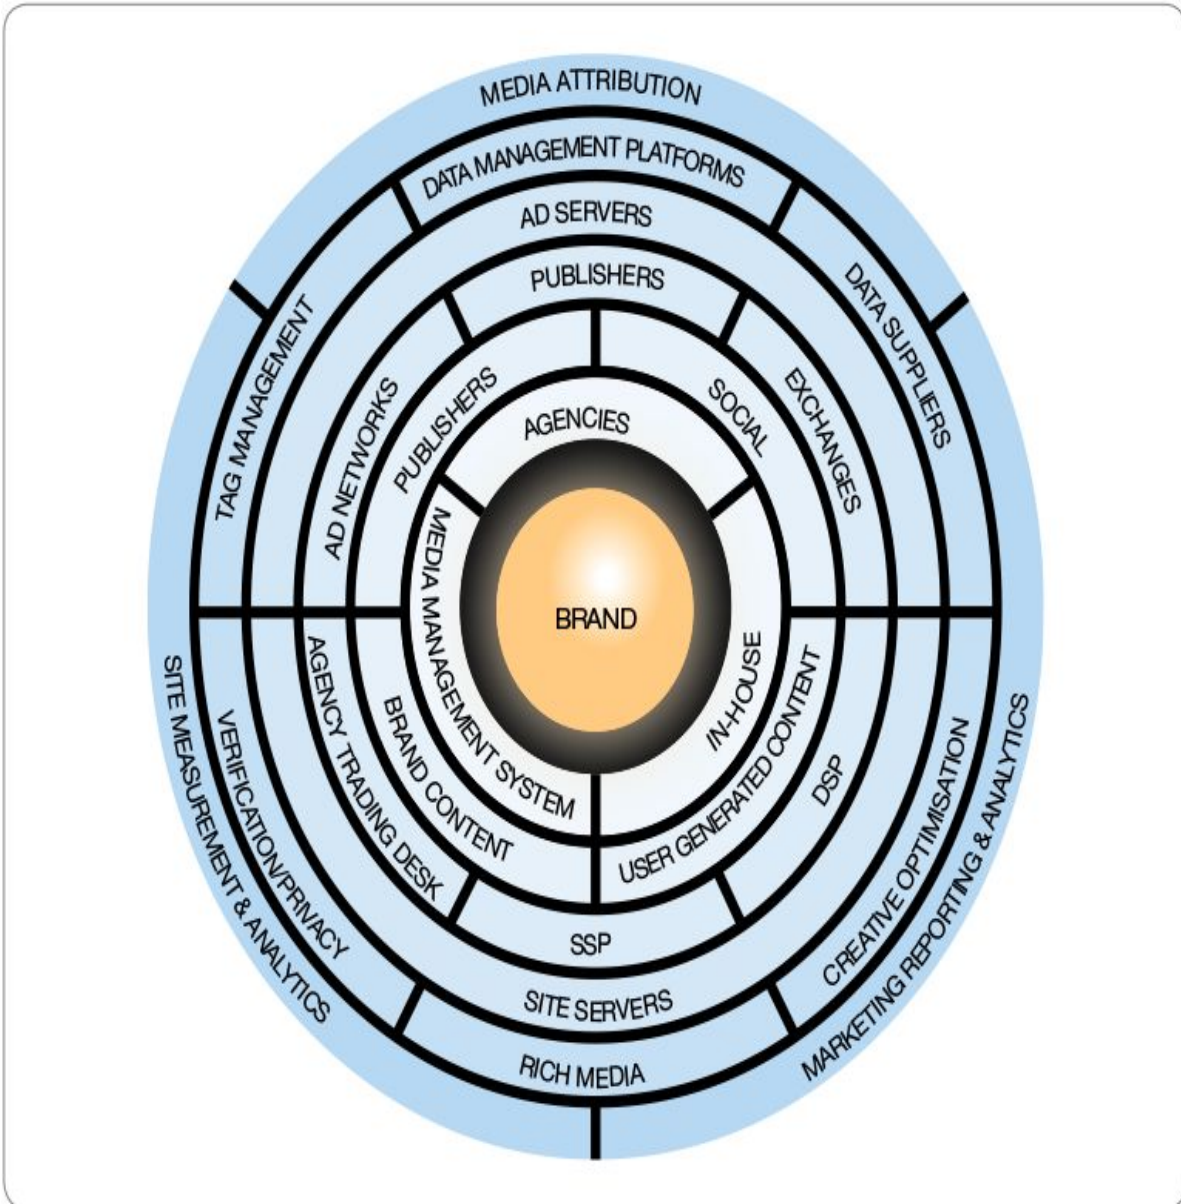 MEDIA ATTRIBUTION
DATA MANAGEMENT PLATFORMS
AD SERVERS
PUBLISHERS
TAG MANAGEMENT
DATA SUPPLIERS
AD NETWORKS
PUBLISHERS
SOCIAL
EXCHANGES
AGENCIES
MEDIA MANAGEMENT SYSTEM
BRAND
IN-HOUSE
SITE MEASUREMENT & ANALYTICS
VERIFICATION/PRIVACY
AGENCY TRADING DESK
BRAND CONTENT
USER GENERATED CONTENT
DSP
CREATIVE OPTIMISATION
MARKETING REPORTING & ANALYTICS
SSP
SITE SERVERS
RICH MEDIA